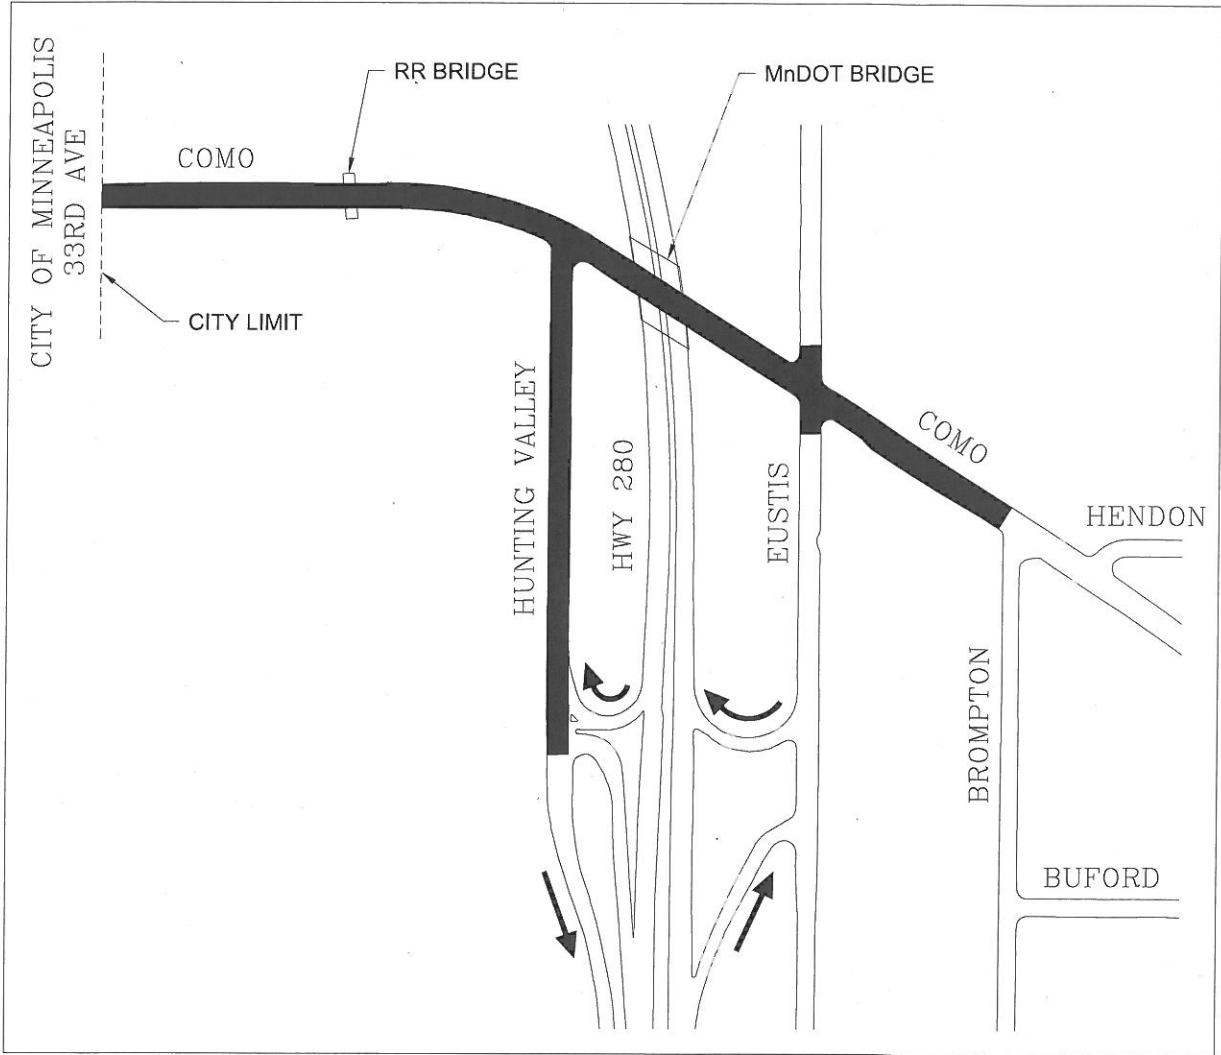 CITY OF MINNEAPOLIS
33RD AVE
COMO
RR BRIDGE
MnDOT BRIDGE
CITY LIMIT
HUNTING VALLEY
HWY 280
EUSTIS
COMO
HENDON
BROMPTON
BUFORD